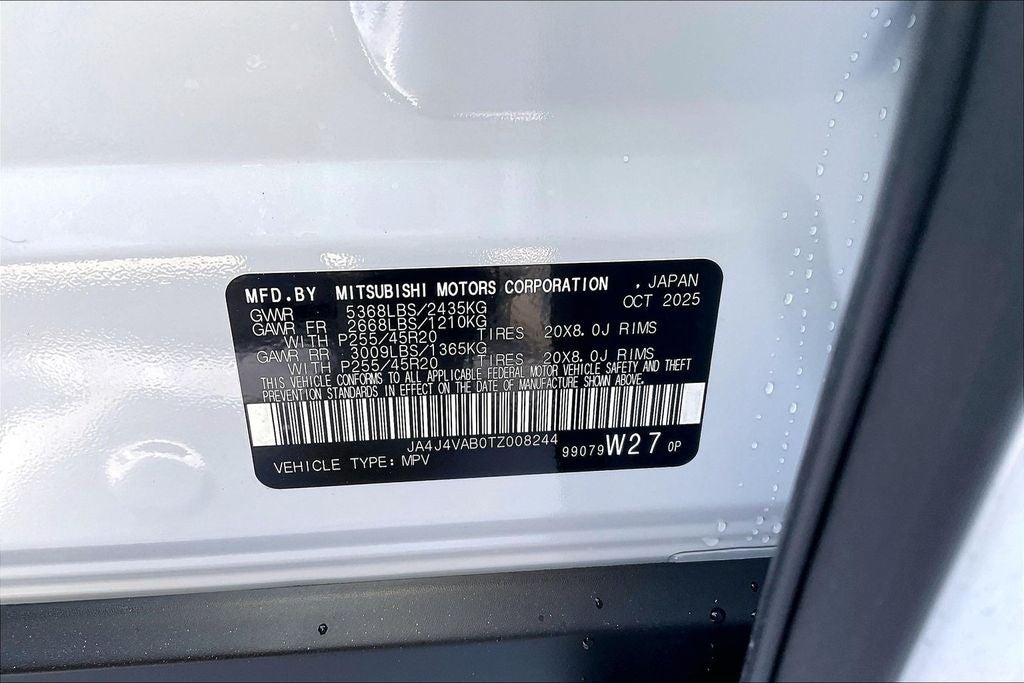 MFD.BY MITSUBISHI MOTORS CORPORATION , JAPAN
OCT 2025
GVWR 5368LBS/2435KG
GAWR FR 2668LBS/1210KG
WITH P255/45R20 TIRES 20X8.0J RIMS
GAWR RR 3009LBS/1365KG
WITH P255/45R20 TIRES 20X8.0J RIMS
THIS VEHICLE CONFORMS TO ALL APPLICABLE FEDERAL MOTOR VEHICLE SAFETY AND THEFT
PREVENTION STANDARDS IN EFFECT ON THE DATE OF MANUFACTURE SHOWN ABOVE.
JA4J4VAB0TZ008244
VEHICLE TYPE: MPV 99079 W27 0P